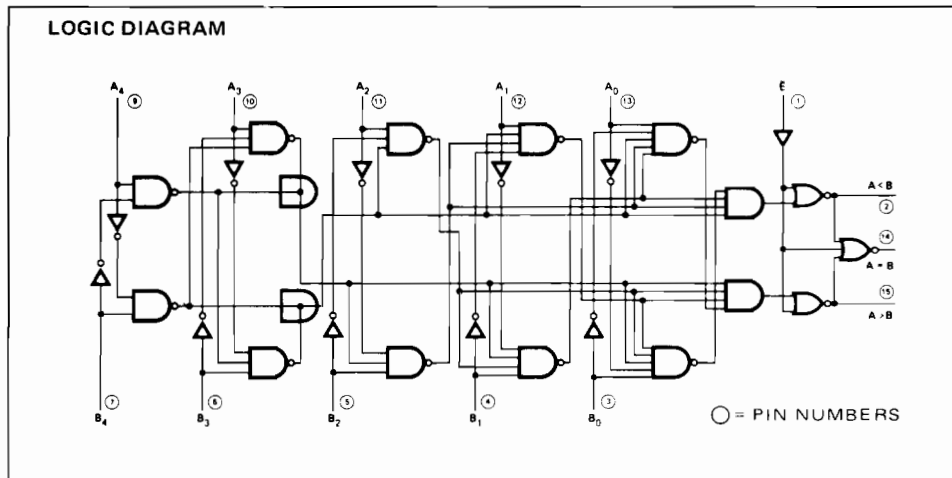 LOGIC DIAGRAM
A4 9
A3 10
A2 11
A1 12
A0 13
E 1
A < B
2
14
A = B
15
A > B
7
B4
6
B3
5
B2
4
B1
3
B0
= PIN NUMBERS